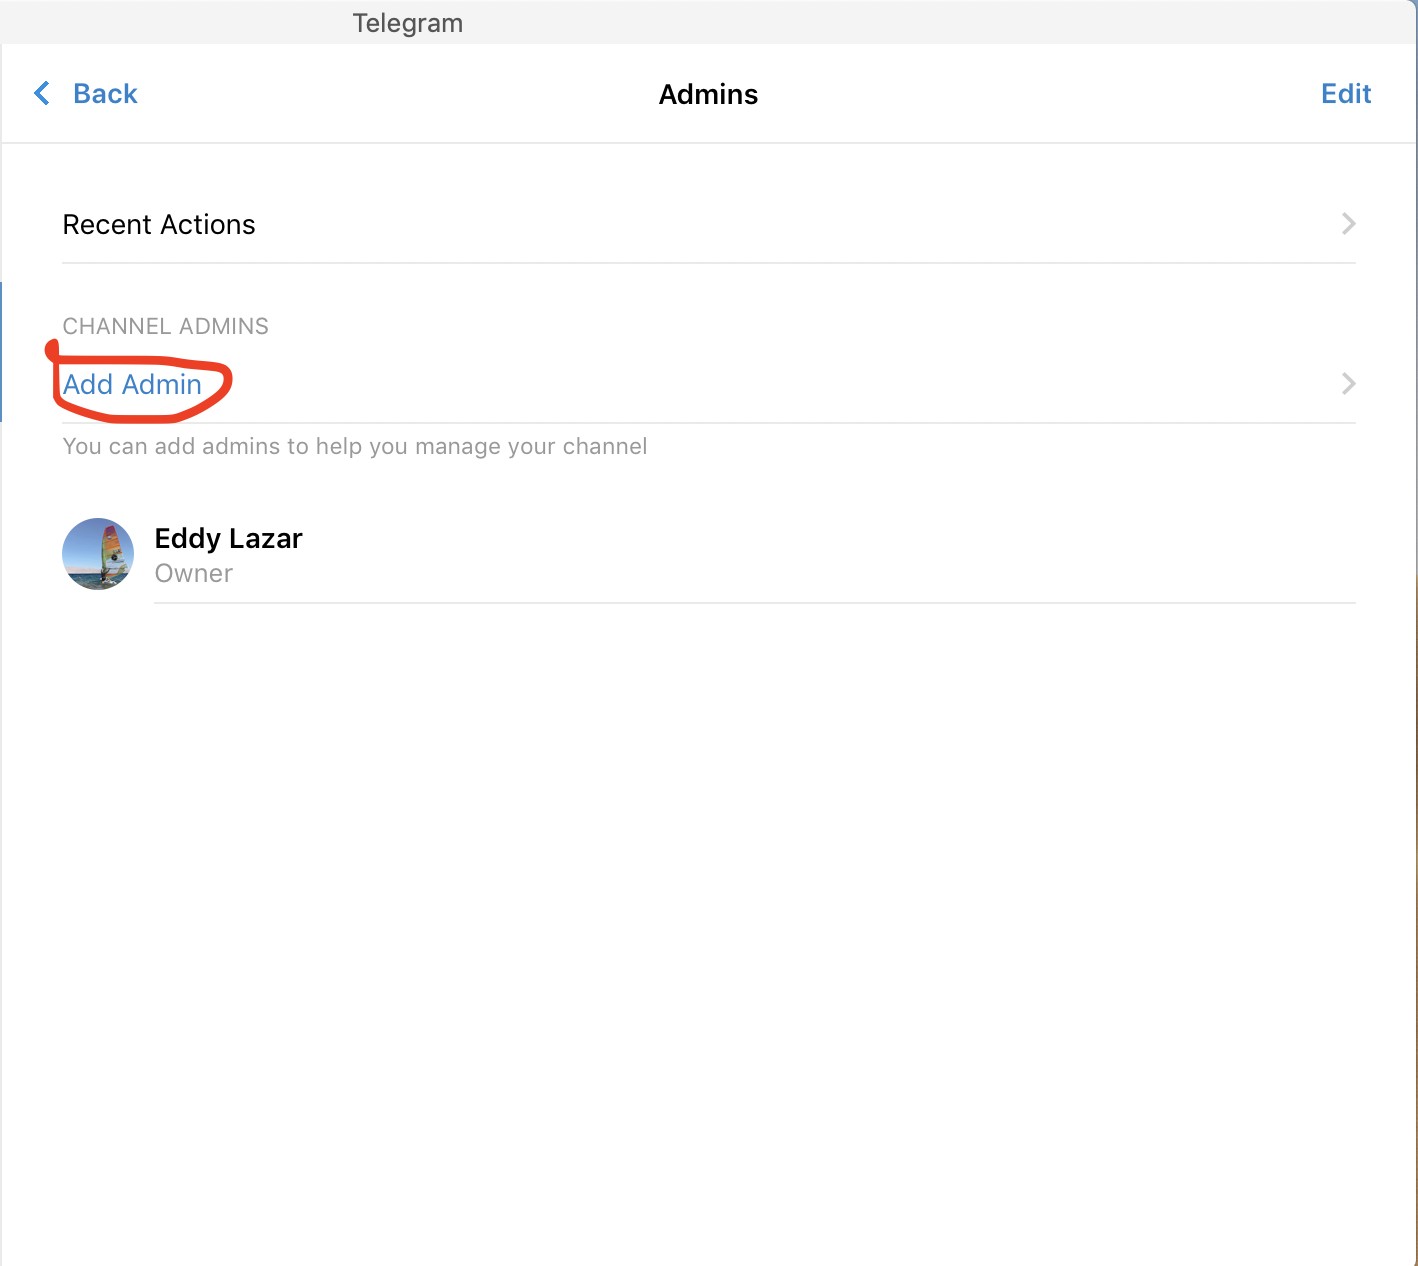 Telegram
Back
Admins
Edit
Recent Actions
CHANNEL ADMINS
Add Admin
You can add admins to help you manage your channel
Eddy Lazar
Owner